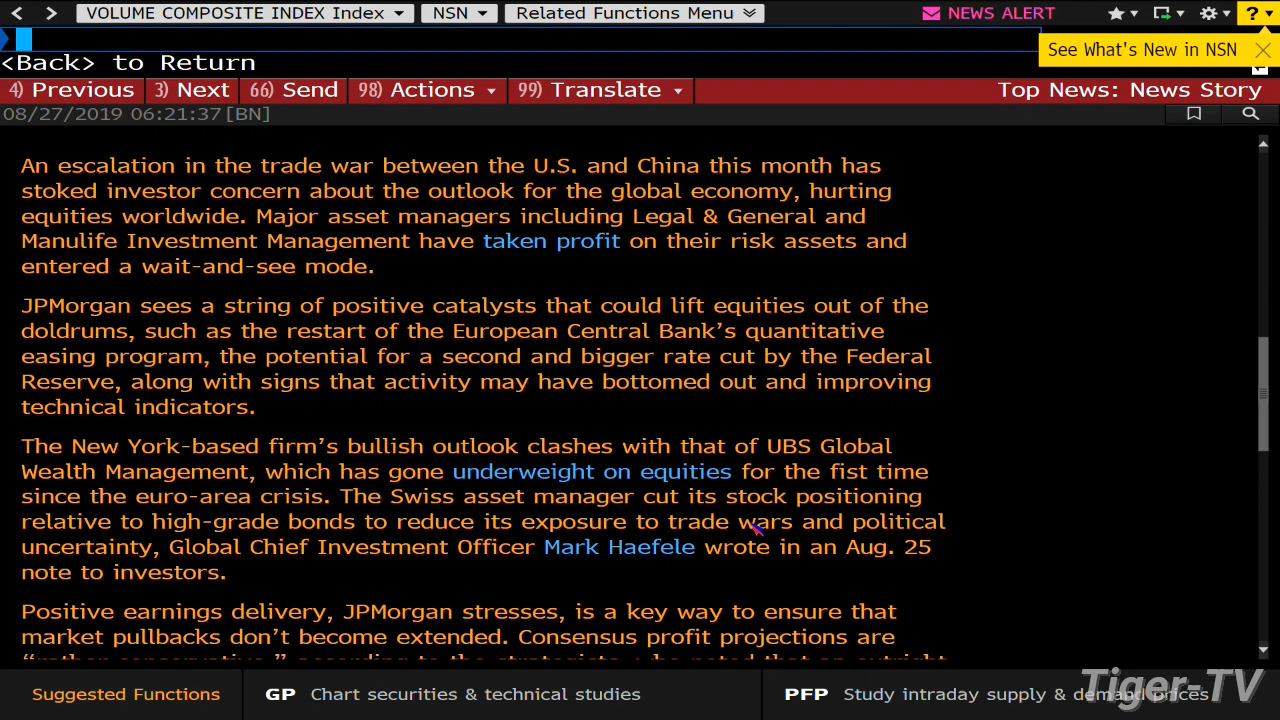 VOLUME COMPOSITE INDEX Index NSN Related Functions Menu NEWS ALERT ?
See What's New in NSN
<Back> to Return
4) Previous 3) Next 66) Send 98) Actions 99) Translate Top News: News Story
08/27/2019 06:21:37[BN]
An escalation in the trade war between the U.S. and China this month has
stoked investor concern about the outlook for the global economy, hurting
equities worldwide. Major asset managers including Legal & General and
Manulife Investment Management have taken profit on their risk assets and
entered a wait-and-see mode.
JPMorgan sees a string of positive catalysts that could lift equities out of the
doldrums, such as the restart of the European Central Bank's quantitative
easing program, the potential for a second and bigger rate cut by the Federal
Reserve, along with signs that activity may have bottomed out and improving
technical indicators.
The New York-based firm's bullish outlook clashes with that of UBS Global
Wealth Management, which has gone underweight on equities for the fist time
since the euro-area crisis. The Swiss asset manager cut its stock positioning
relative to high-grade bonds to reduce its exposure to trade wars and political
uncertainty, Global Chief Investment Officer Mark Haefele wrote in an Aug. 25
note to investors.
Positive earnings delivery, JPMorgan stresses, is a key way to ensure that
market pullbacks don't become extended. Consensus profit projections are
“rather conservative,” according to the strategists, who noted that an outright
Suggested Functions GP Chart securities & technical studies PFP Study intraday supply & demand prices
Tiger-TV